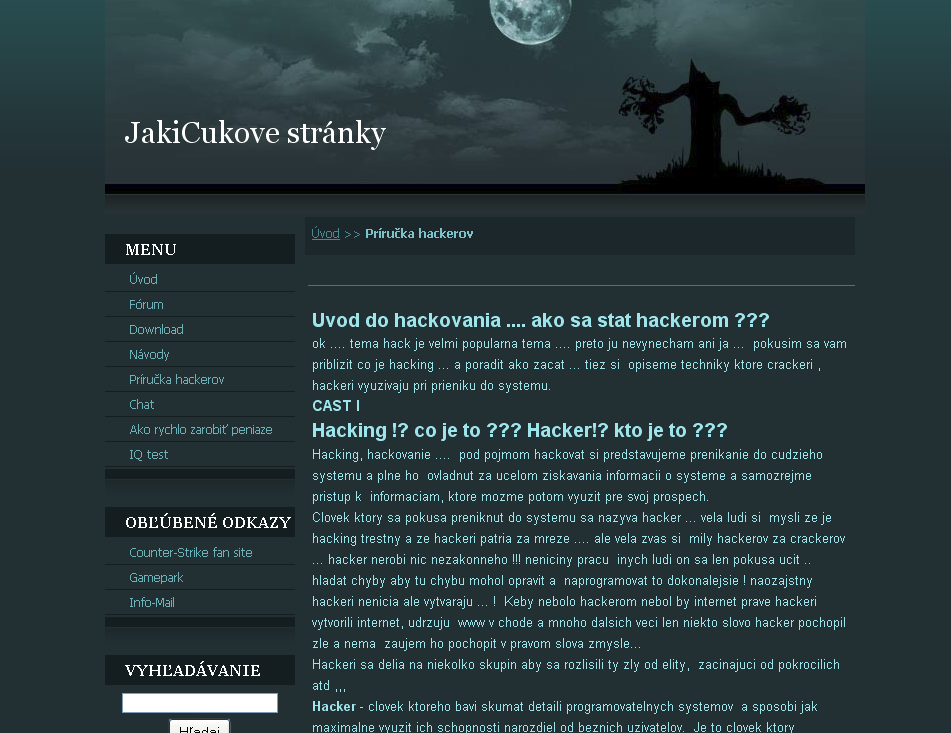 JakiCukove stránky
MENU
Úvod
Fórum
Download
Návody
Príručka hackerov
Chat
Ako rychlo zarobiť peniaze
IQ test
OBĽÚBENÉ ODKAZY
Counter-Strike fan site
Gamepark
Info-Mail
VYHĽADÁVANIE
Hľadaj
Úvod >> Príručka hackerov
Uvod do hackovania .... ako sa stat hackerom ???
ok .... tema hack je velmi popularna tema .... preto ju nevynecham ani ja ... pokusim sa vam
priblizit co je hacking ... a poradit ako zacat ... tiez si opiseme techniky ktore crackeri ,
hackeri vyuzivaju pri prieniku do systemu.
CAST I
Hacking !? co je to ??? Hacker!? kto je to ???
Hacking, hackovanie .... pod pojmom hackovat si predstavujeme prenikanie do cudzieho
systemu a plne ho ovladnut za ucelom ziskavania informacii o systeme a samozrejme
pristup k informaciam, ktore mozme potom vyuzit pre svoj prospech.
Clovek ktory sa pokusa preniknut do systemu sa nazyva hacker ... vela ludi si mysli ze je
hacking trestny a ze hackeri patria za mreze .... ale vela zvas si mily hackerov za crackerov
... hacker nerobi nic nezakonneho !!! neniciny pracu inych ludi on sa len pokusa ucit ..
hladat chyby aby tu chybu mohol opravit a naprogramovat to dokonalejsie ! naozajstny
hackeri nenicia ale vytvaraju ... ! Keby nebolo hackerom nebol by internet prave hackeri
vytvorili internet, udrzuju www v chode a mnoho dalsich veci len niekto slovo hacker pochopil
zle a nema zaujem ho pochopit v pravom slova zmysle...
Hackeri sa delia na niekolko skupin aby sa rozlisili ty zly od elity, zacinajuci od pokrocilich
atd ,,,
Hacker - clovek ktoreho bavi skumat detaili programovatelnych systemov a sposobi jak
maximalne vyuzit ich schopnosti narozdiel od beznich uzivatelov. Je to clovek ktory